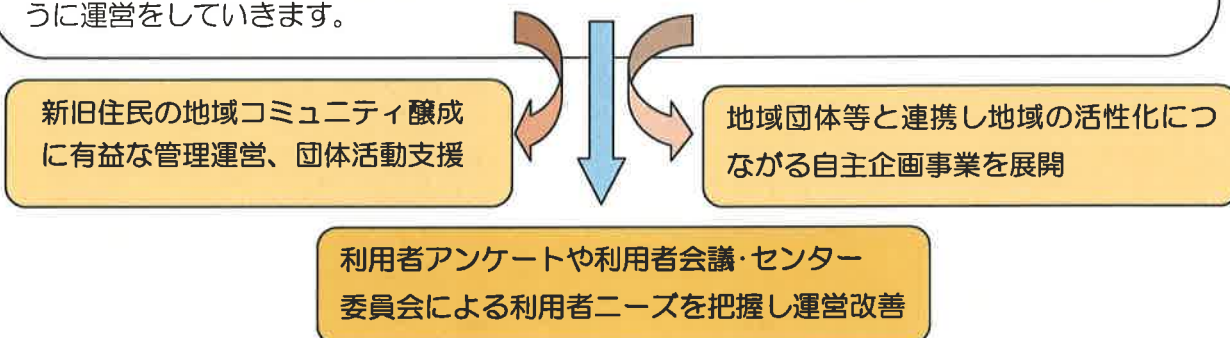 うに運営をしていきます。
新旧住民の地域コミュニティ醸成
に有益な管理運営、団体活動支援
地域団体等と連携し地域の活性化につ
ながる自主企画事業を展開
利用者アンケートや利用者会議・センター
委員会による利用者ニーズを把握し運営改善